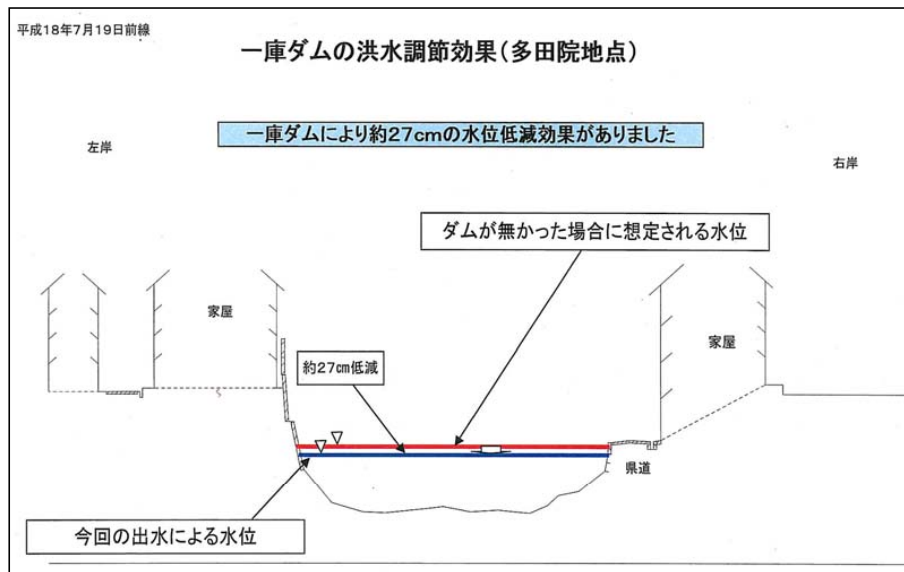 平成18年7月19日前線
一庫ダムの洪水調節効果(多田院地点)
一庫ダムにより約27cmの水位低減効果がありました
左岸
右岸
ダムが無かった場合に想定される水位
家屋
家屋
約27㎝低減
県道
今回の出水による水位